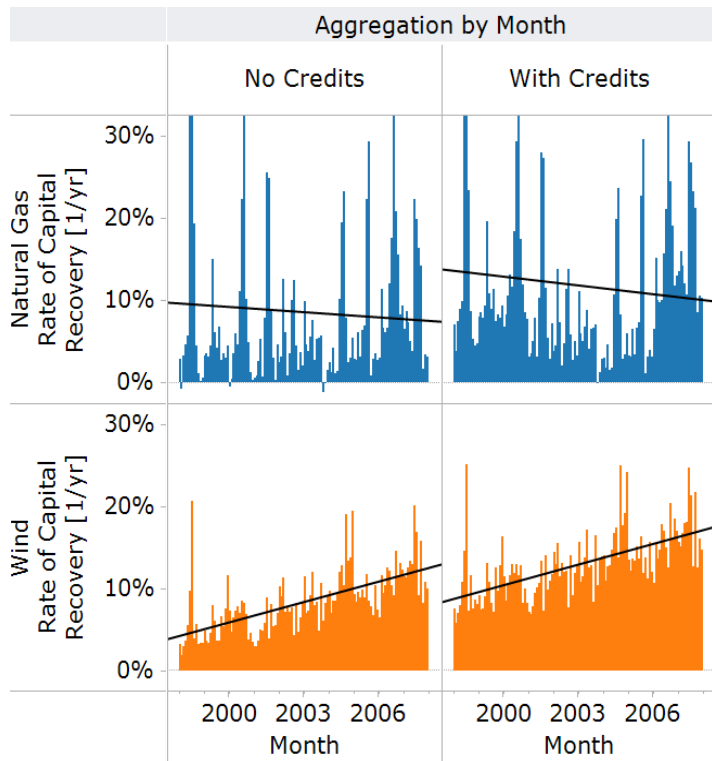 Aggregation by Month
No Credits
With Credits
Natural Gas
Rate of Capital
Recovery [1/yr]
30%
20%
10%
0%
Wind
Rate of Capital
Recovery [1/yr]
30%
20%
10%
0%
2000 2003 2006
2000 2003 2006
Month
Month